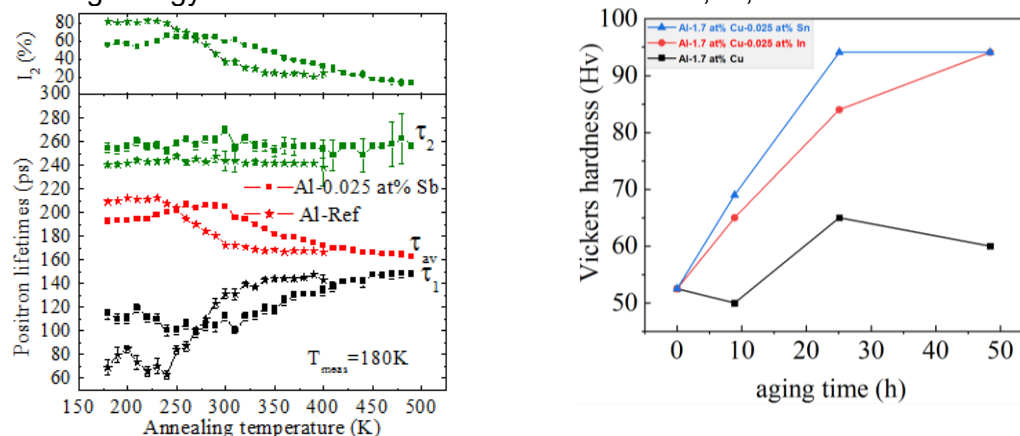 80
60
40
20
I2 (%)
300
280
260
240
220
200
180
160
140
120
100
80
60
Positron lifetimes (ps)
τ2
Al-0.025 at% Sb
Al-Ref
τav
τ1
Tmeas=180K
150 200 250 300 350 400 450 500
Annealing temperature (K)
Al-1.7 at% Cu-0.025 at% Sn
Al-1.7 at% Cu-0.025 at% In
Al-1.7 at% Cu
100
90
80
70
60
50
Vickers hardness (Hv)
0 10 20 30 40 50
aging time (h)